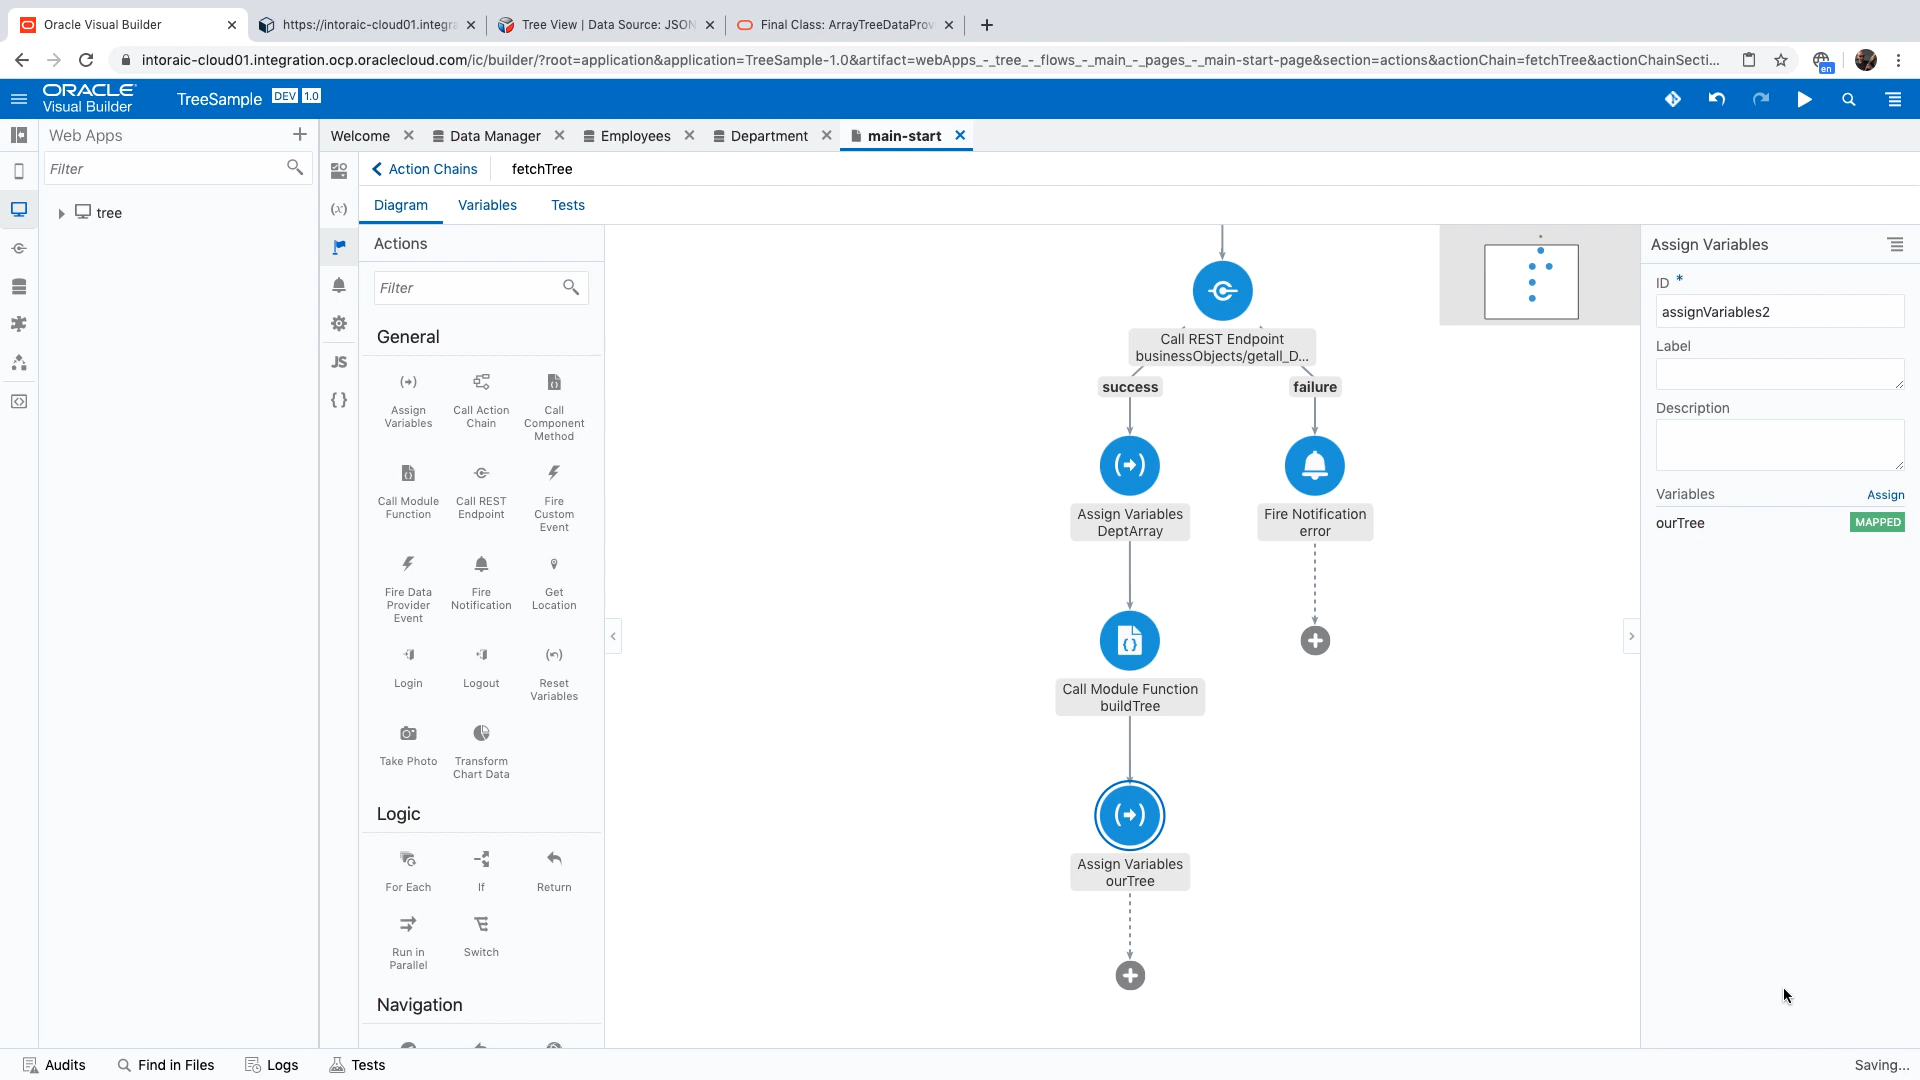 Oracle Visual Builder
https://intoraic-cloud01.integra
Tree View | Data Source: JSON
Final Class: ArrayTreeDataProv
intoraic-cloud01.integration.ocp.oraclecloud.com/ic/builder/?root=application&application=TreeSample-1.0&artifact=webApps_-_tree_-_flows_-_main_-_pages_-_main-start-page&section=actions&actionChain=fetchTree&actionChainSecti...
en
ORACLE
Visual Builder
TreeSample DEV 1.0
Web Apps
Welcome
Data Manager
Employees
Department
main-start
Filter
tree
(x)
JS
{ }
Action Chains
fetchTree
Diagram
Variables
Tests
Actions
Filter
General
Assign Variables
Call Action Chain
Call Component Method
Call Module Function
Call REST Endpoint
Fire Custom Event
Fire Data Provider Event
Fire Notification
Get Location
Login
Logout
Reset Variables
Take Photo
Transform Chart Data
Logic
For Each
If
Return
Run in Parallel
Switch
Navigation
Call REST Endpoint
businessObjects/getall_D...
success
failure
Assign Variables
DeptArray
Fire Notification
error
Call Module Function
buildTree
Assign Variables
ourTree
Assign Variables
ID *
assignVariables2
Label
Description
Variables
Assign
ourTree
MAPPED
Audits
Find in Files
Logs
Tests
Saving...